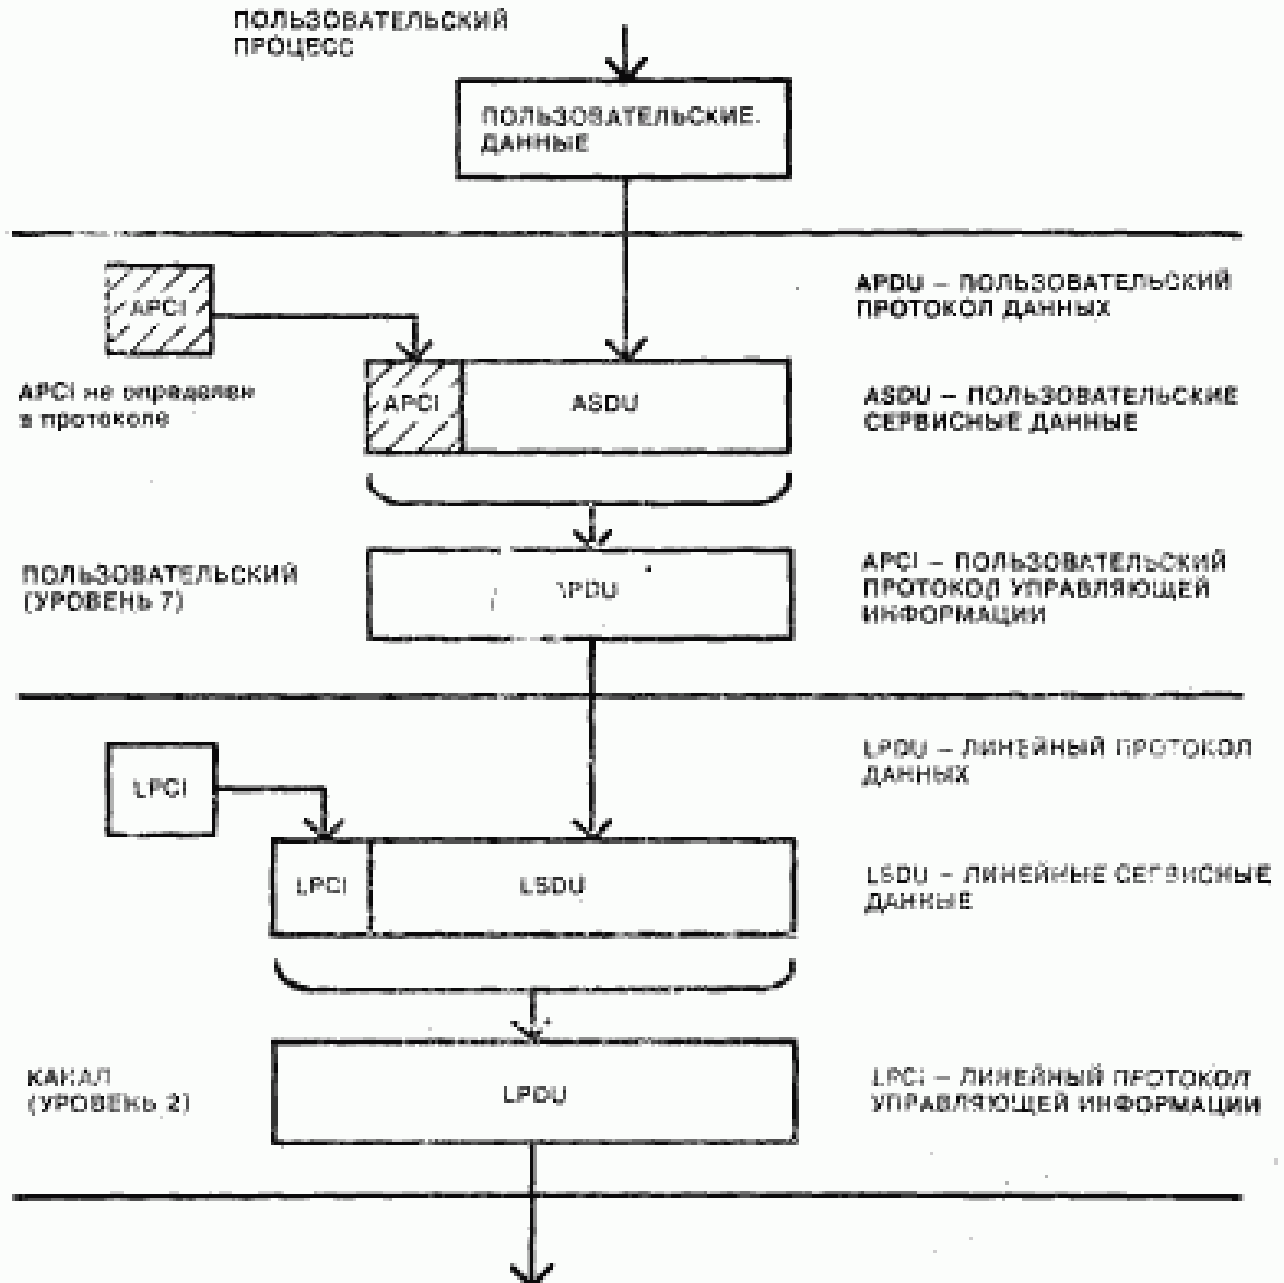 ПОЛЬЗОВАТЕЛЬСКИЙ
ПРОЦЕСС
ПОЛЬЗОВАТЕЛЬСКИЕ
ДАННЫЕ
APCI
APDU – ПОЛЬЗОВАТЕЛЬСКИЙ
ПРОТОКОЛ ДАННЫХ
APCI не определен
в протоколе
APCI
ASDU
ASDU – ПОЛЬЗОВАТЕЛЬСКИЕ
СЕРВИСНЫЕ ДАННЫЕ
ПОЛЬЗОВАТЕЛЬСКИЙ
(УРОВЕНЬ 7)
APDU
APCI – ПОЛЬЗОВАТЕЛЬСКИЙ
ПРОТОКОЛ УПРАВЛЯЮЩЕЙ
ИНФОРМАЦИИ
LPCI
LPDU – ЛИНЕЙНЫЙ ПРОТОКОЛ
ДАННЫХ
LPCI
LSDU
LSDU – ЛИНЕЙНЫЕ СЕРВИСНЫЕ
ДАННЫЕ
КАНАЛ
(УРОВЕНЬ 2)
LPDU
LPCI – ЛИНЕЙНЫЙ ПРОТОКОЛ
УПРАВЛЯЮЩЕЙ ИНФОРМАЦИИ